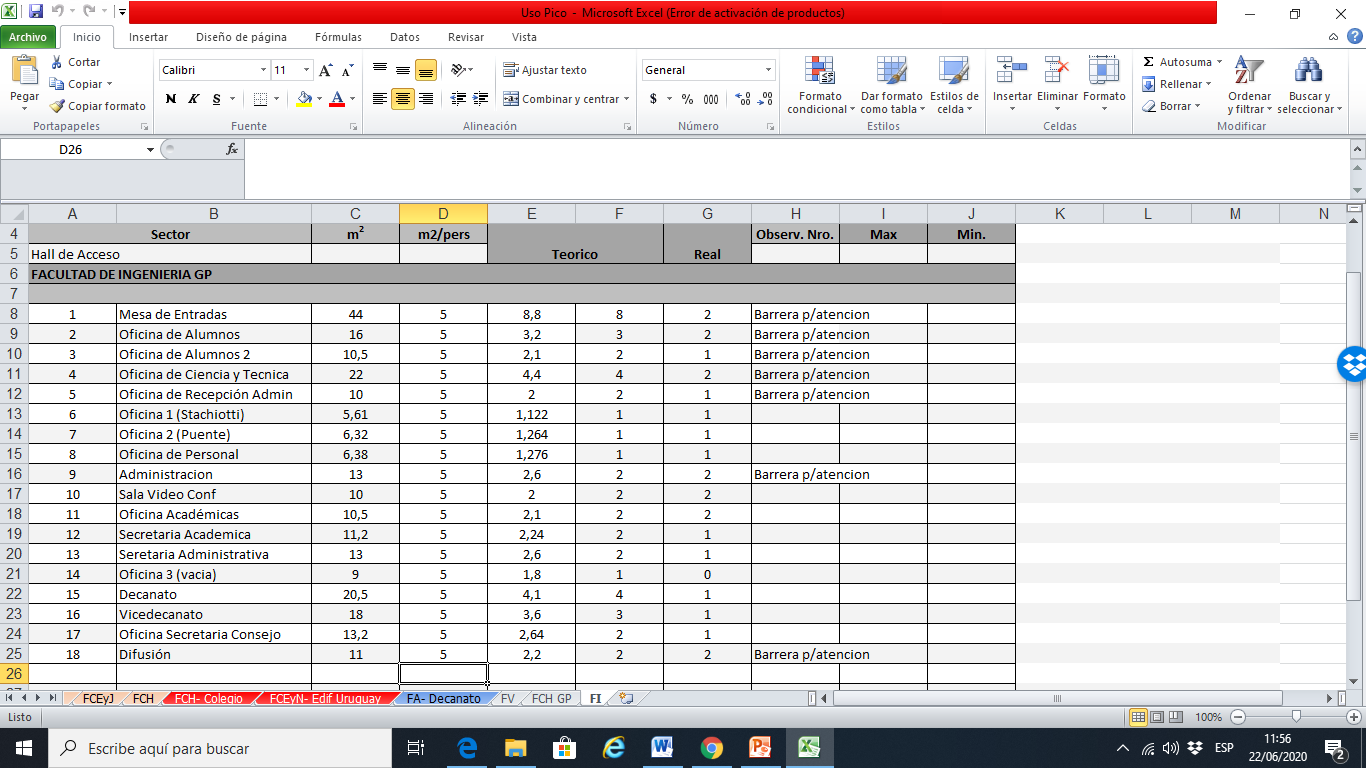 Uso Pico - Microsoft Excel (Error de activación de productos)
Archivo Inicio Insertar Diseño de página Fórmulas Datos Revisar Vista
Pegar Cortar Copiar Copiar formato Portapapeles
Calibri 11 A A N K S A Fuente
Ajustar texto Combinar y centrar Alineación
General $ % 000 Número
Formato condicional Dar formato como tabla Estilos de celda Estilos
Insertar Eliminar Formato Celdas
Σ Autosuma Rellenar Borrar Ordenar y filtrar Buscar y seleccionar Modificar
D26 fx
A B C D E F G H I J K L M N
4 Sector m² m2/pers Observ. Nro. Max Min.
5 Hall de Acceso Teorico Real
6 FACULTAD DE INGENIERIA GP
7
8 1 Mesa de Entradas 44 5 8,8 8 2 Barrera p/atencion
9 2 Oficina de Alumnos 16 5 3,2 3 2 Barrera p/atencion
10 3 Oficina de Alumnos 2 10,5 5 2,1 2 1 Barrera p/atencion
11 4 Oficina de Ciencia y Tecnica 22 5 4,4 4 2 Barrera p/atencion
12 5 Oficina de Recepción Admin 10 5 2 2 1 Barrera p/atencion
13 6 Oficina 1 (Stachiotti) 5,61 5 1,122 1 1
14 7 Oficina 2 (Puente) 6,32 5 1,264 1 1
15 8 Oficina de Personal 6,38 5 1,276 1 1
16 9 Administracion 13 5 2,6 2 2 Barrera p/atencion
17 10 Sala Video Conf 10 5 2 2 2
18 11 Oficina Académicas 10,5 5 2,1 2 2
19 12 Secretaria Academica 11,2 5 2,24 2 1
20 13 Seretaria Administrativa 13 5 2,6 2 1
21 14 Oficina 3 (vacia) 9 5 1,8 1 0
22 15 Decanato 20,5 5 4,1 4 1
23 16 Vicedecanato 18 5 3,6 3 1
24 17 Oficina Secretaria Consejo 13,2 5 2,64 2 1
25 18 Difusión 11 5 2,2 2 2 Barrera p/atencion
26
FCEyJ FCH FCH- Colegio FCEyN- Edif Uruguay FA- Decanato FV FCH GP FI
Listo 100%
Escribe aquí para buscar ESP 11:56
22/06/2020 2